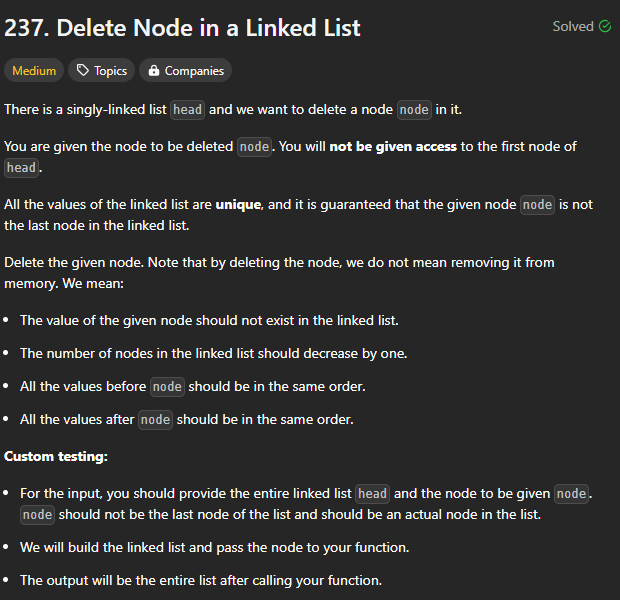 237. Delete Node in a Linked List
Solved
Medium
Topics
Companies
There is a singly-linked list head and we want to delete a node node in it.
You are given the node to be deleted node. You will not be given access to the first node of
head.
All the values of the linked list are unique, and it is guaranteed that the given node node is not
the last node in the linked list.
Delete the given node. Note that by deleting the node, we do not mean removing it from
memory. We mean:
• The value of the given node should not exist in the linked list.
• The number of nodes in the linked list should decrease by one.
• All the values before node should be in the same order.
• All the values after node should be in the same order.
Custom testing:
• For the input, you should provide the entire linked list head and the node to be given node.
node should not be the last node of the list and should be an actual node in the list.
• We will build the linked list and pass the node to your function.
• The output will be the entire list after calling your function.